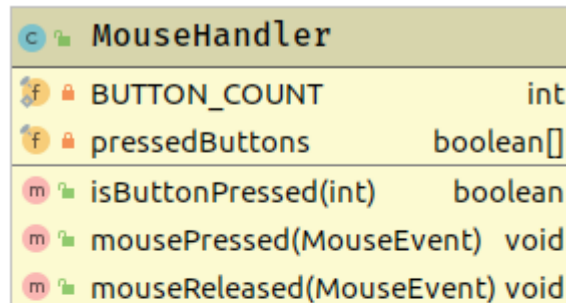 MouseHandler
BUTTON_COUNT int
pressedButtons boolean[]
isButtonPressed(int) boolean
mousePressed(MouseEvent) void
mouseReleased(MouseEvent) void